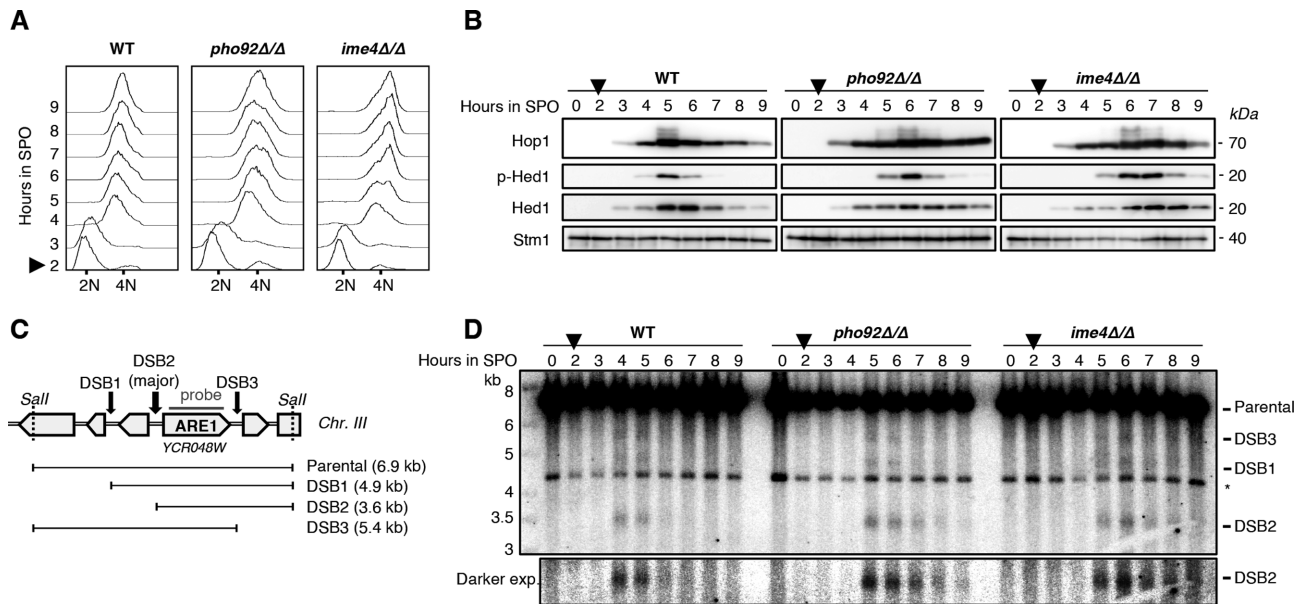 A
WT
pho92Δ/Δ
ime4Δ/Δ
Hours in SPO
9
8
7
6
5
4
3
2
2N 4N
2N 4N
2N 4N
B
WT
pho92Δ/Δ
ime4Δ/Δ
Hours in SPO 0 2 3 4 5 6 7 8 9 0 2 3 4 5 6 7 8 9 0 2 3 4 5 6 7 8 9 kDa
Hop1 - 70
p-Hed1 - 20
Hed1 - 20
Stm1 - 40
C
DSB2
(major)
DSB1
DSB3
probe
SalI
SalI
ARE1
YCR048W
Chr. III
Parental (6.9 kb)
DSB1 (4.9 kb)
DSB2 (3.6 kb)
DSB3 (5.4 kb)
D
WT
pho92Δ/Δ
ime4Δ/Δ
Hours in SPO 0 2 3 4 5 6 7 8 9 0 2 3 4 5 6 7 8 9 0 2 3 4 5 6 7 8 9
kb
8
6
5
4
3.5
3
Parental
DSB3
DSB1
*
DSB2
Darker exp.
DSB2